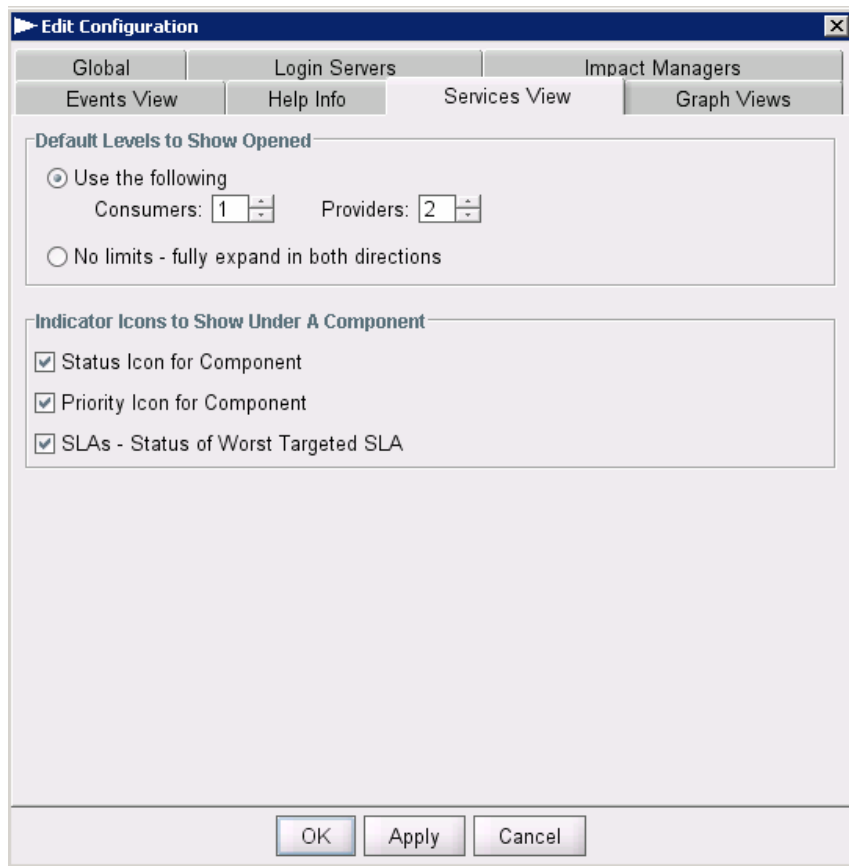 Edit Configuration
Global Login Servers Impact Managers
Events View Help Info Services View Graph Views
Default Levels to Show Opened
Use the following
Consumers: 1 Providers: 2
No limits - fully expand in both directions
Indicator Icons to Show Under A Component
Status Icon for Component
Priority Icon for Component
SLAs - Status of Worst Targeted SLA
OK Apply Cancel